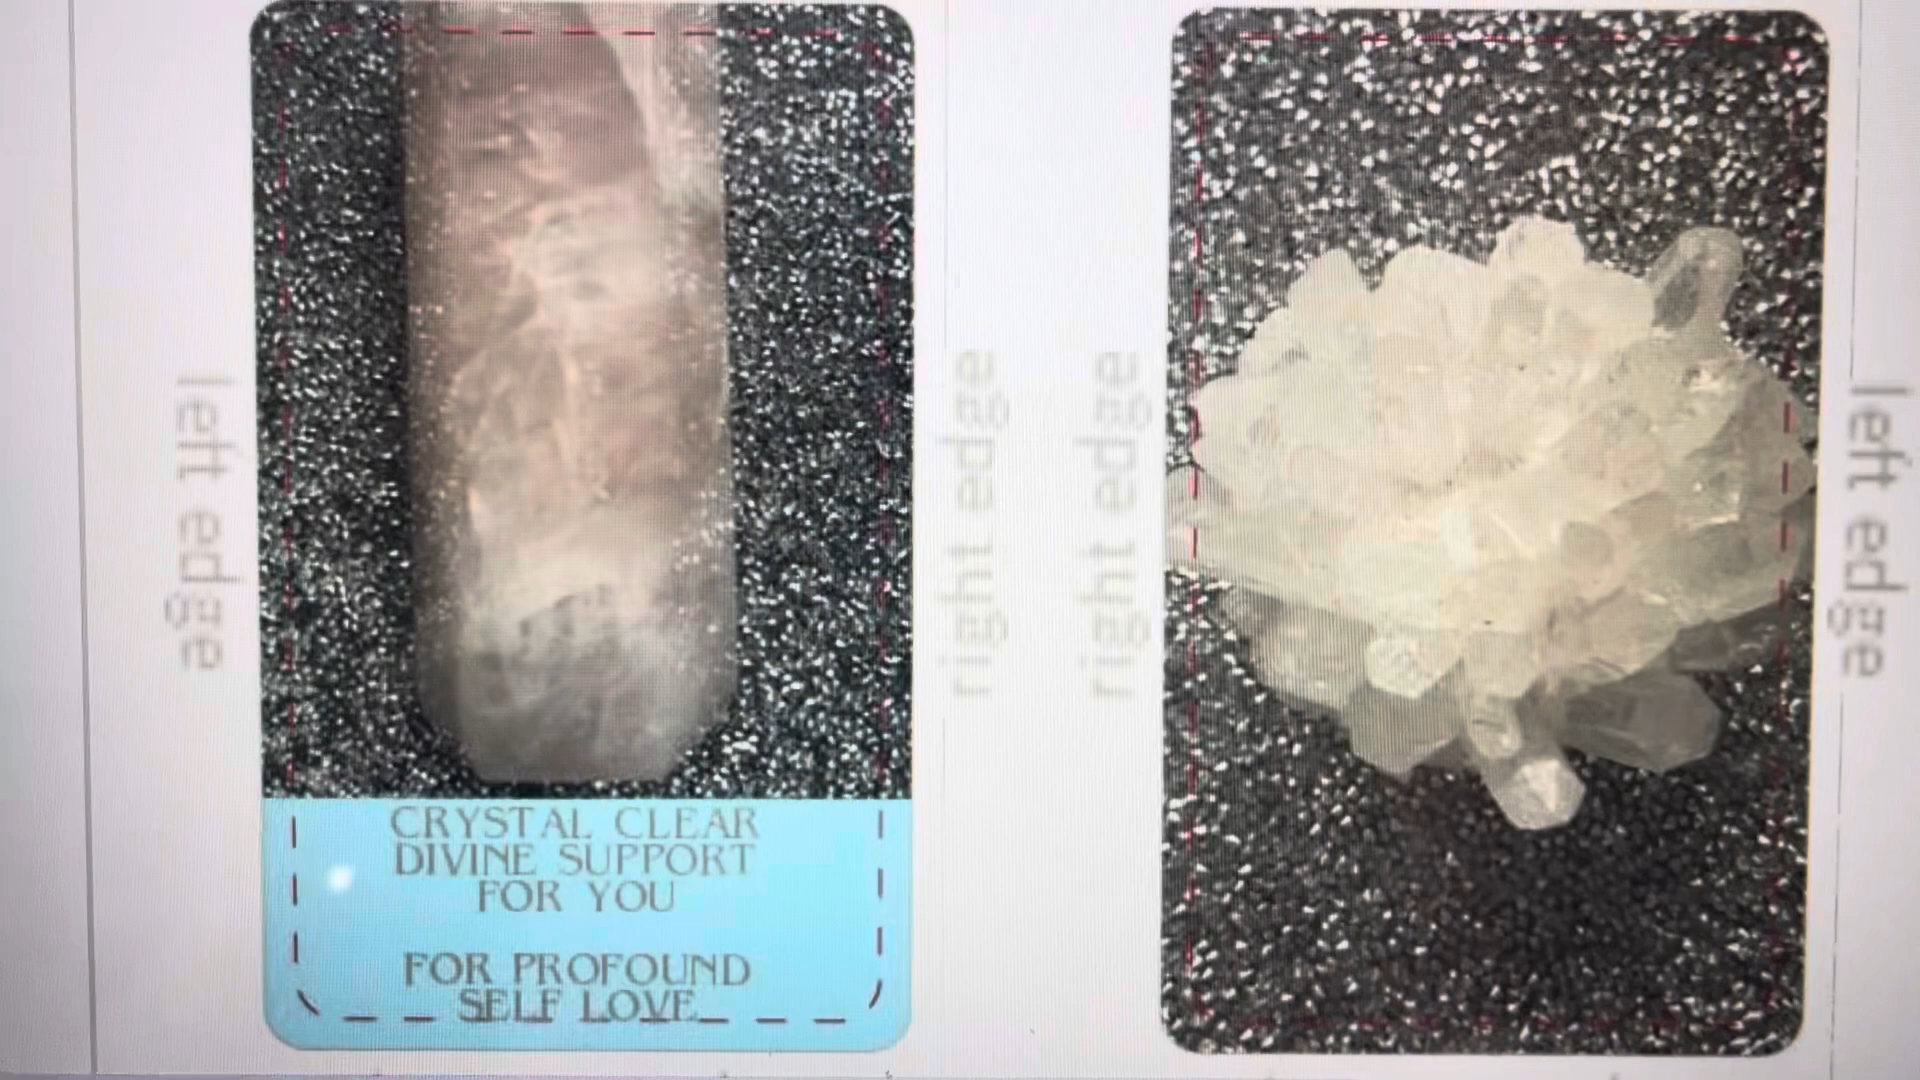 left edge
CRYSTAL CLEAR
DIVINE SUPPORT
FOR YOU
FOR PROFOUND
SELF LOVE
right edge
right edge
left edge